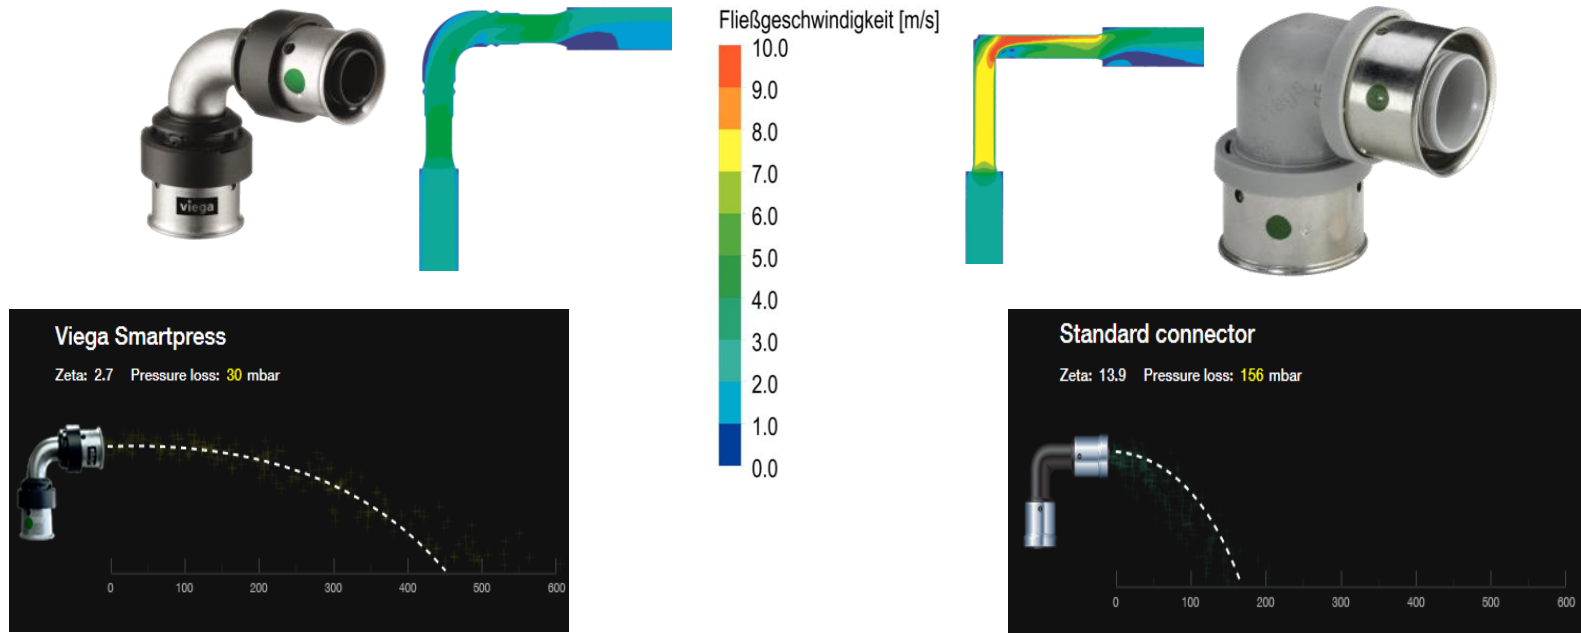 Fließgeschwindigkeit [m/s]
10.0
9.0
8.0
7.0
6.0
5.0
4.0
3.0
2.0
1.0
0.0
viega
Viega Smartpress
Zeta: 2.7 Pressure loss: 30 mbar
0 100 200 300 400 500 600
Standard connector
Zeta: 13.9 Pressure loss: 156 mbar
0 100 200 300 400 500 600